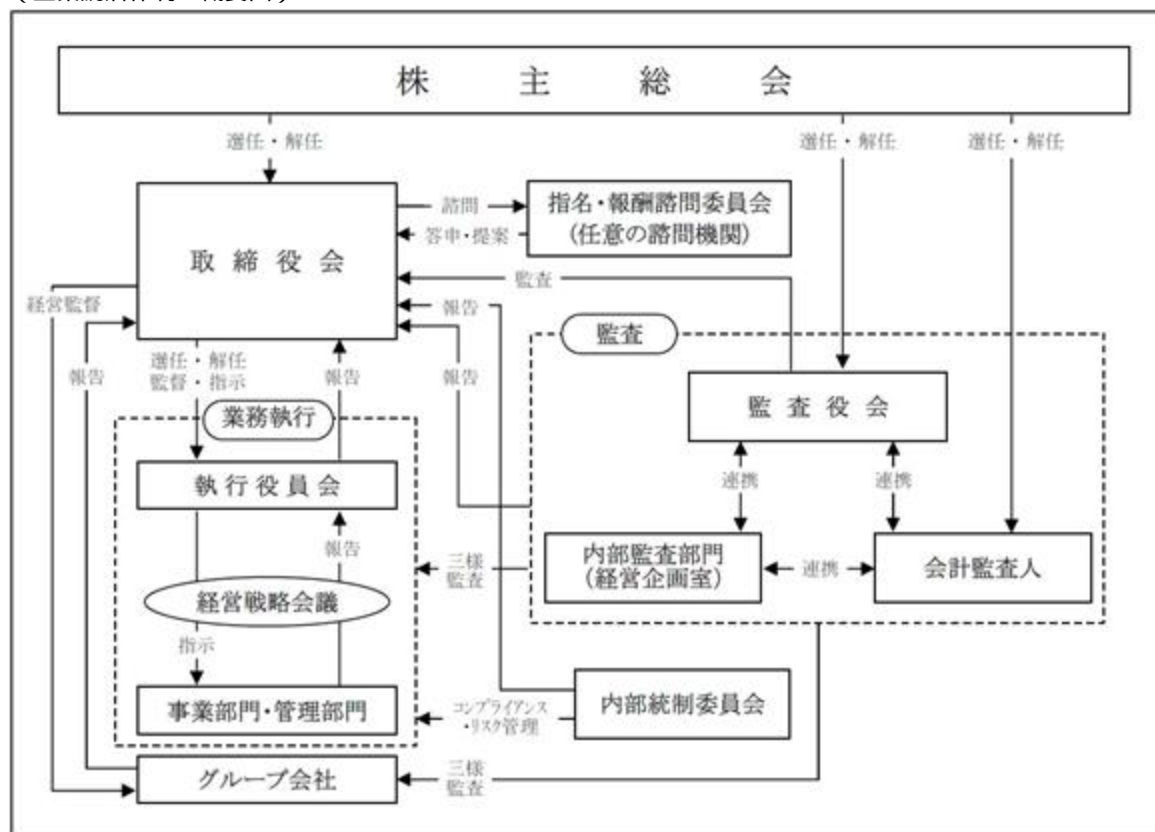 株主総会
選任・解任
選任・解任
選任・解任
取締役会
諮問
答申・提案
指名・報酬諮問委員会
(任意の諮問機関)
監査
経営監督
報告
監査
選任・解任
監督・指示
報告
報告
報告
業務執行
監査役会
執行役員会
連携
連携
報告
三様
監査
内部監査部門
(経営企画室)
連携
会計監査人
経営戦略会議
指示
事業部門・管理部門
コンプライアンス
・リスク管理
内部統制委員会
グループ会社
三様
監査